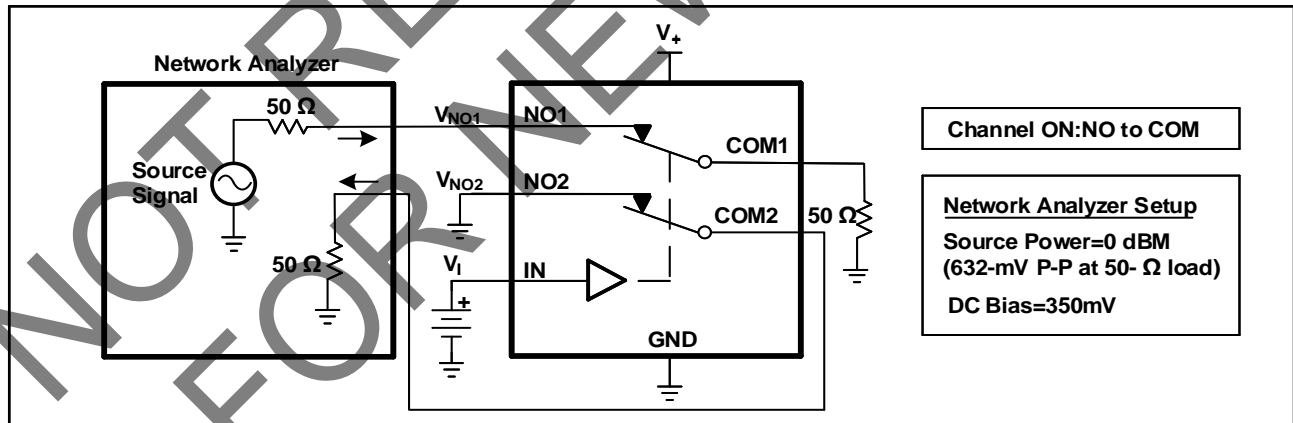 Network Analyzer
50 Ω
Source
Signal
50 Ω
V+
VNO1
NO1
COM1
VNO2
NO2
COM2
50 Ω
VI
IN
+
GND
Channel ON:NO to COM
Network Analyzer Setup
Source Power=0 dBM
(632-mV P-P at 50- Ω load)
DC Bias=350mV
NOT RE
FOR NEW